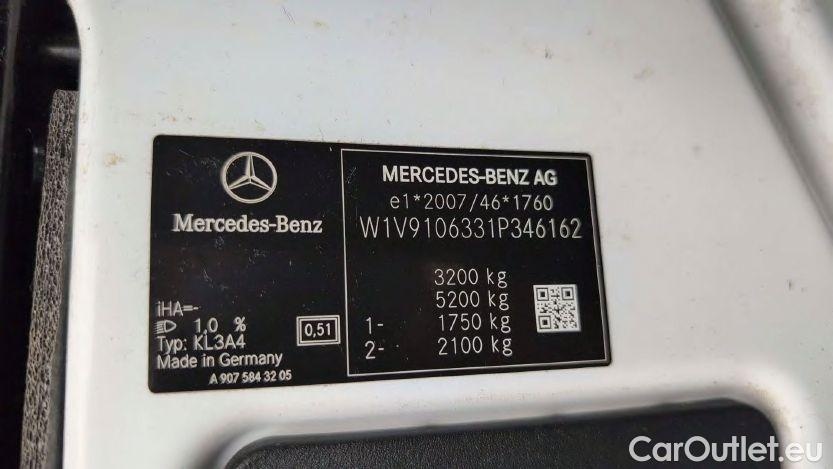 Mercedes-Benz
iHA=-
1.0 %
Typ: KL3A4
Made in Germany
0,51
A 907 584 32 05
MERCEDES-BENZ AG
e1*2007/46*1760
W1V9106331P346162
3200 kg
5200 kg
1- 1750 kg
2- 2100 kg
CarOutlet.eu